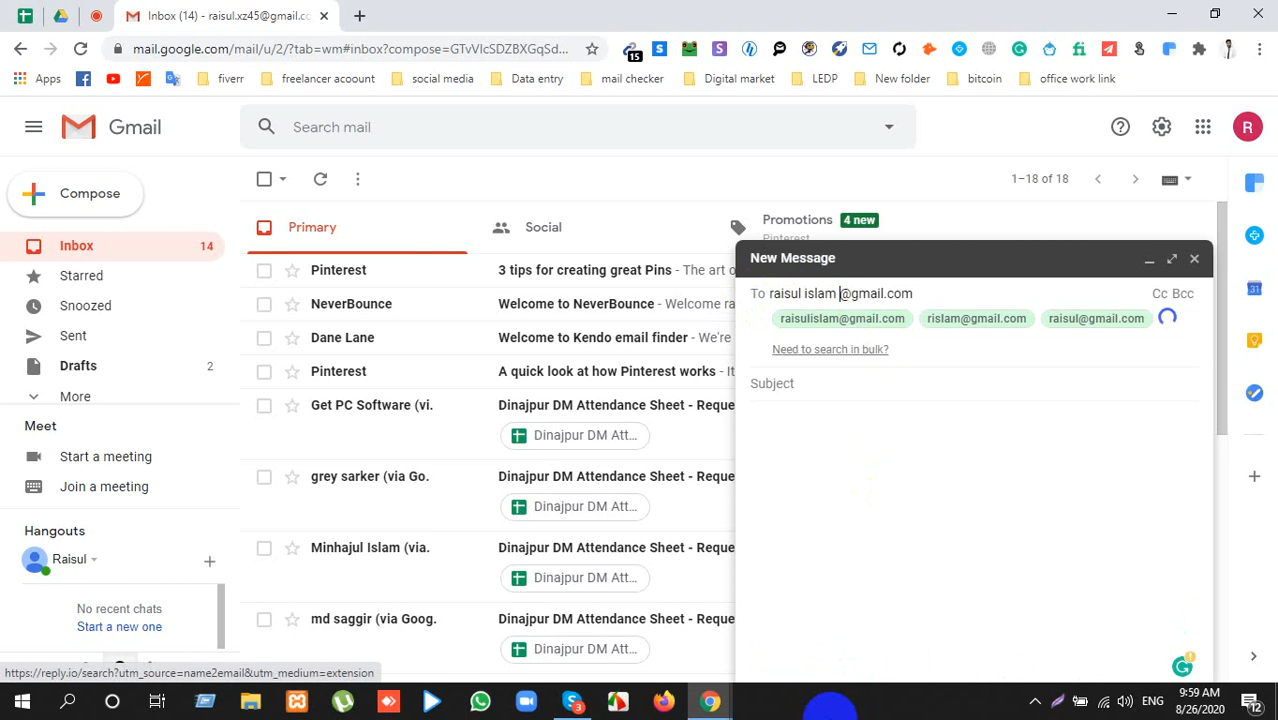 Inbox (14) - raisul.xz45@gmail.co
mail.google.com/mail/u/2/?tab=wm#inbox?compose=GTvVlcSDZBXGqSd...
15
Apps
fiverr
freelancer acoount
social media
Data entry
mail checker
Digital market
LEDP
New folder
bitcoin
office work link
Gmail
Search mail
R
Compose
1–18 of 18
Inbox 14
Starred
Snoozed
Sent
Drafts 2
More
Primary
Social
Promotions 4 new
Pinterest
Pinterest 3 tips for creating great Pins - The art o
NeverBounce Welcome to NeverBounce - Welcome ra
Dane Lane Welcome to Kendo email finder -
Pinterest A quick look at how Pinterest works - It
Get PC Software (vi. Dinajpur DM Attendance Sheet - Reque
Dinajpur DM Att...
grey sarker (via Go. Dinajpur DM Attendance Sheet - Reque
Dinajpur DM Att...
Minhajul Islam (via. Dinajpur DM Attendance Sheet - Reque
Dinajpur DM Att...
md saggir (via Goog. Dinajpur DM Attendance Sheet - Reque
Dinajpur DM Att...
Meet
Start a meeting
Join a meeting
Hangouts
Raisul
No recent chats
Start a new one
New Message
To raisul islam @gmail.com
Cc Bcc
raisulislam@gmail.com rislam@gmail.com raisul@gmail.com
Need to search in bulk?
Subject
31
https://reply.io/search?utm_source=name2email&utm_medium=extension
3
ENG
9:59 AM
8/26/2020
12